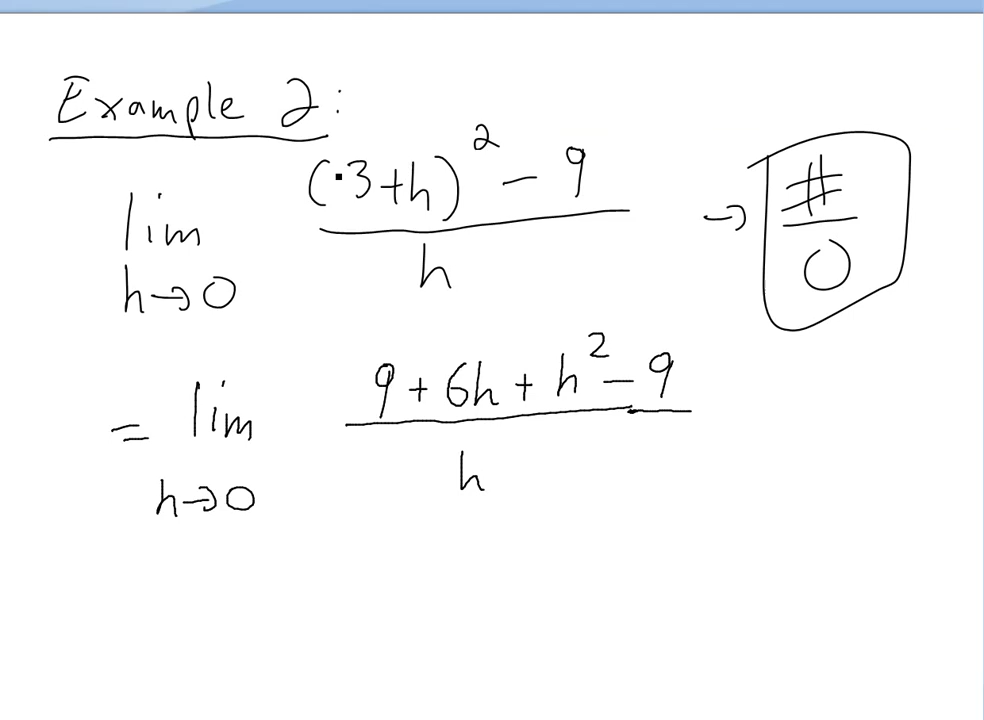 Example 2:
lim h→0 ((·3+h)^2 - 9)/h → #/0
= lim h→0 (9 + 6h + h^2 - 9)/h